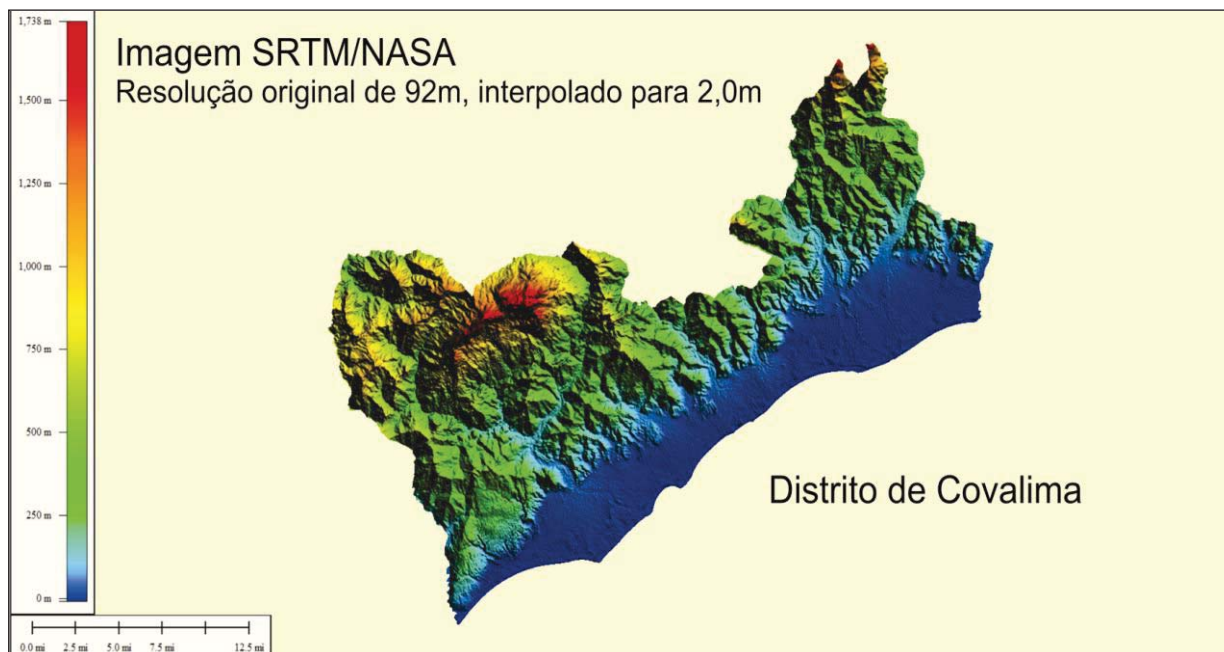 1,738 m
Imagem SRTM/NASA
Resolução original de 92m, interpolado para 2,0m
1,500 m
1,250 m
1,000 m
750 m
500 m
Distrito de Covalima
250 m
0 m
0.0 mi 2.5 mi 5.0 mi 7.5 mi 12.5 mi